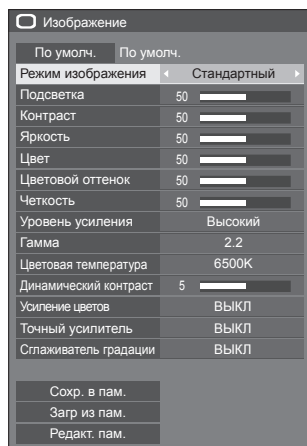 Изображение
По умолч. По умолч.
Режим изображения Стандартный
Подсветка 50
Контраст 50
Яркость 50
Цвет 50
Цветовой оттенок 50
Четкость 50
Уровень усиления Высокий
Гамма 2.2
Цветовая температура 6500K
Динамический контраст 5
Усиление цветов ВЫКЛ
Точный усилитель ВЫКЛ
Сглаживатель градации ВЫКЛ
Сохр. в пам.
Загр из пам.
Редакт. пам.